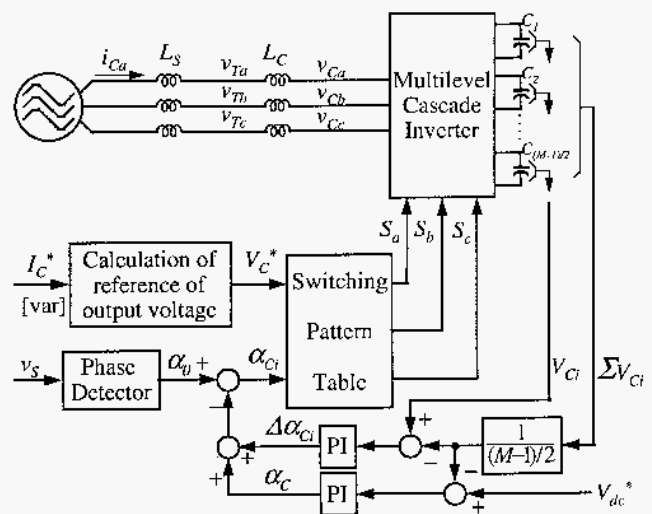 i_Ca L_S v_Ta L_C v_Ca
v_Tb v_Cb
v_Tc v_Cc
Multilevel
Cascade
Inverter
C_1
C_2
C_(M-1)/2
S_a S_b S_c
I_C*
[var]
Calculation of
reference of
output voltage
V_C*
Switching
Pattern
Table
v_S
Phase
Detector
α_0 +
α_Ci
−
V_Ci
ΣV_Ci
+
Δα_Ci
PI
+
−
1
(M−1)/2
+
α_C
PI
−
+
V_dc*